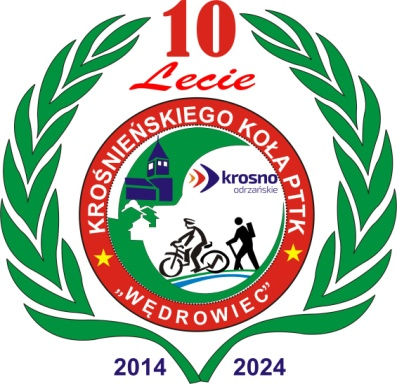 10
Lecie
KROŚNIEŃSKIEGO KOŁA PTTK
krosno
odrzańskie
„WĘDROWIEC”
2014 2024